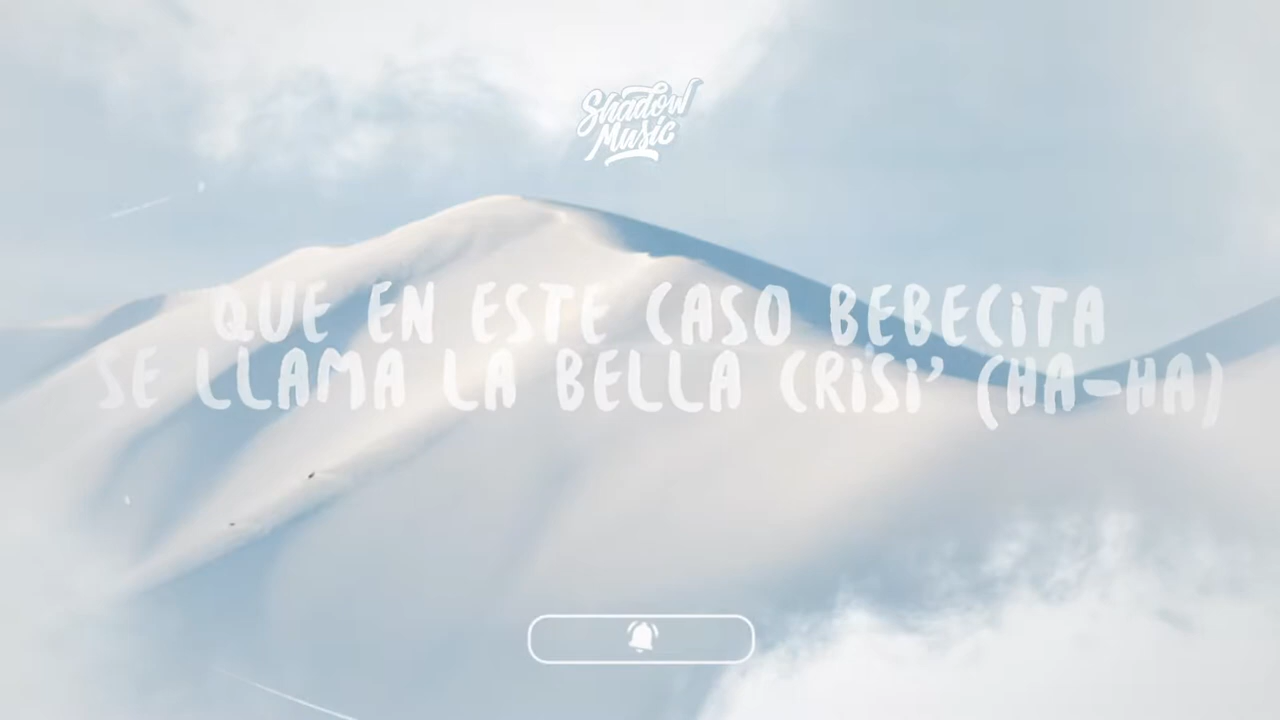 Shadow
Music
QUE EN ESTE CASO BEBECiTA
SE LLAMA LA BELLA CRiSi’ (HA-HA)